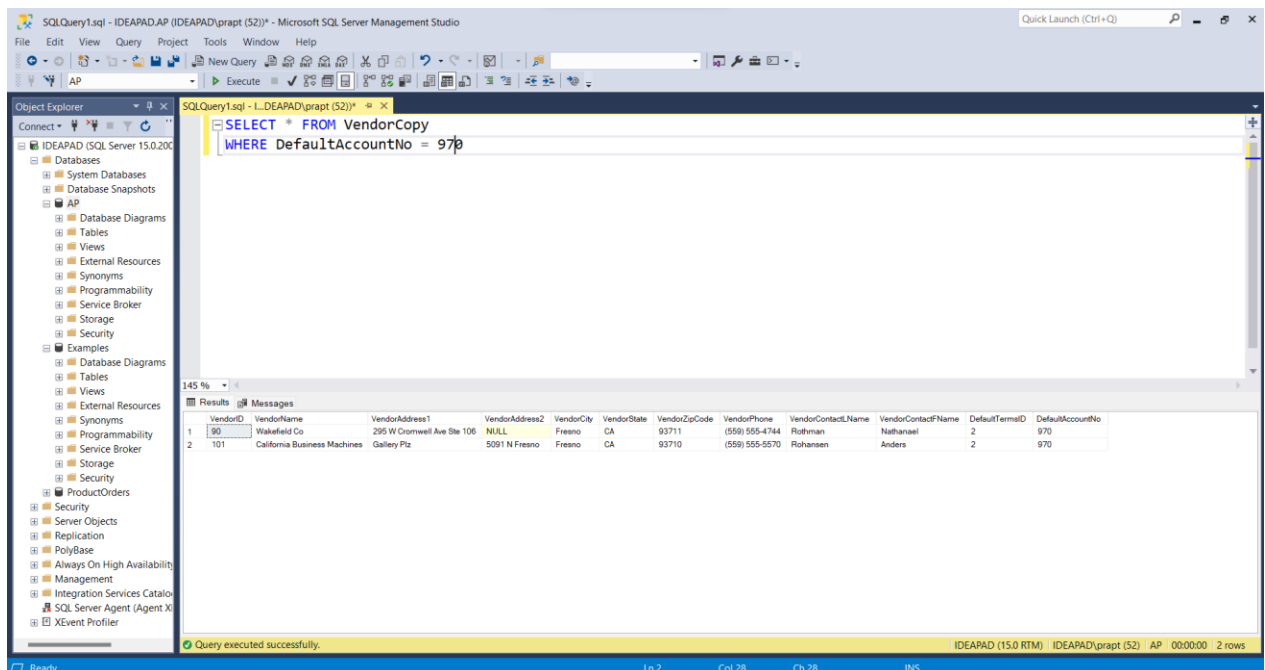 SQLQuery1.sql - IDEAPAD.AP (IDEAPAD\prapt (52))* - Microsoft SQL Server Management Studio
Quick Launch (Ctrl+Q)
File Edit View Query Project Tools Window Help
New Query
AP Execute
Object Explorer
SQLQuery1.sql - I...DEAPAD\prapt (52))*
Connect
SELECT * FROM VendorCopy
WHERE DefaultAccountNo = 970
IDEAPAD (SQL Server 15.0.200
Databases
System Databases
Database Snapshots
AP
Database Diagrams
Tables
Views
External Resources
Synonyms
Programmability
Service Broker
Storage
Security
Examples
Database Diagrams
Tables
Views
External Resources
Synonyms
Programmability
Service Broker
Storage
Security
ProductOrders
Security
Server Objects
Replication
PolyBase
Always On High Availability
Management
Integration Services Catalo
SQL Server Agent (Agent X
XEvent Profiler
145 %
Results Messages
VendorID VendorName VendorAddress1 VendorAddress2 VendorCity VendorState VendorZipCode VendorPhone VendorContactLName VendorContactFName DefaultTermsID DefaultAccountNo
1 90 Wakefield Co 295 W Cromwell Ave Ste 106 NULL Fresno CA 93711 (559) 555-4744 Rothman Nathanael 2 970
2 101 California Business Machines Gallery Plz 5091 N Fresno Fresno CA 93710 (559) 555-5570 Rohansen Anders 2 970
Query executed successfully.
IDEAPAD (15.0 RTM) IDEAPAD\prapt (52) AP 00:00:00 2 rows
Ready Ln 2 Col 28 Ch 28 INS